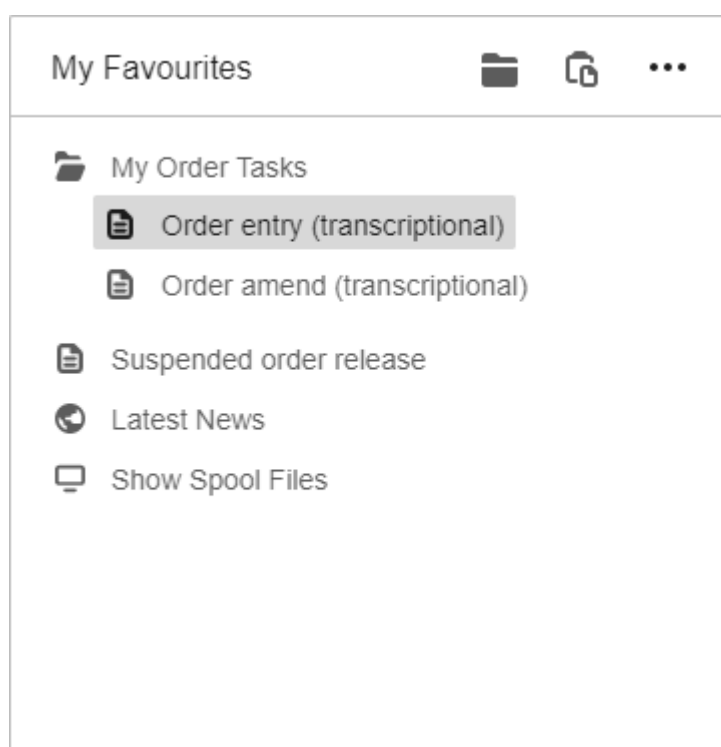 My Favourites
My Order Tasks
Order entry (transcriptional)
Order amend (transcriptional)
Suspended order release
Latest News
Show Spool Files